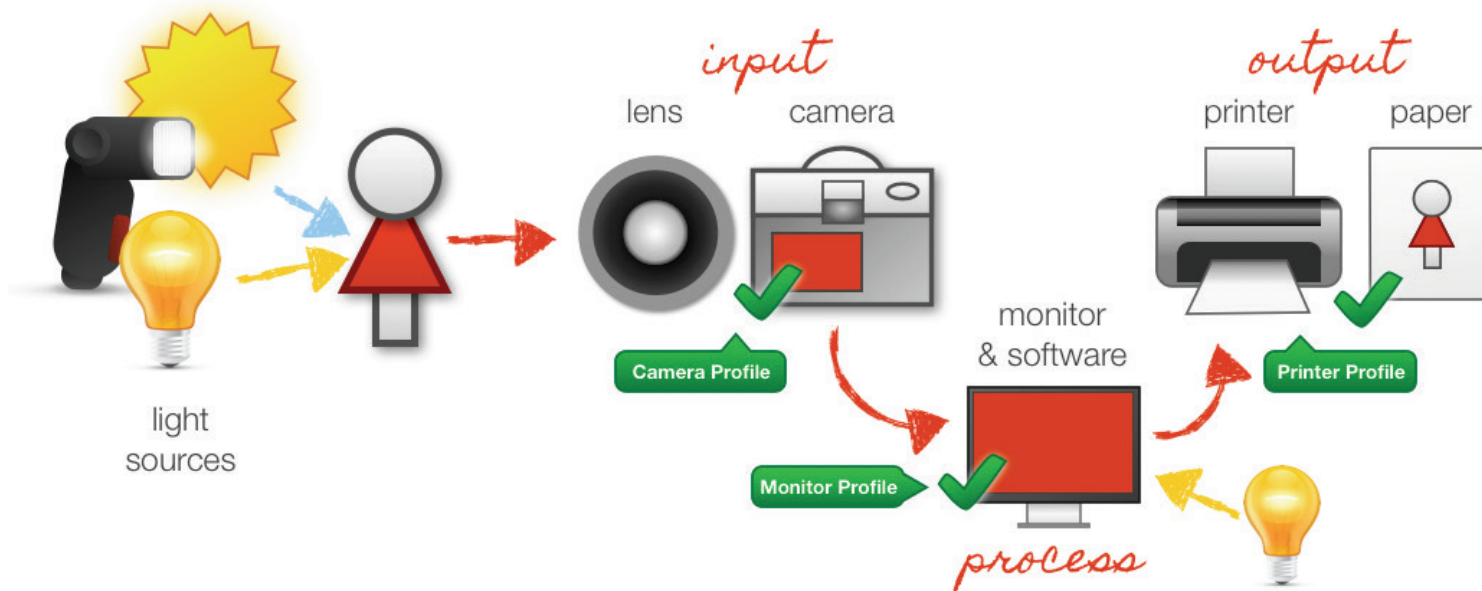 input
output
lens
camera
printer
paper
Camera Profile
monitor
& software
Printer Profile
light
sources
Monitor Profile
process